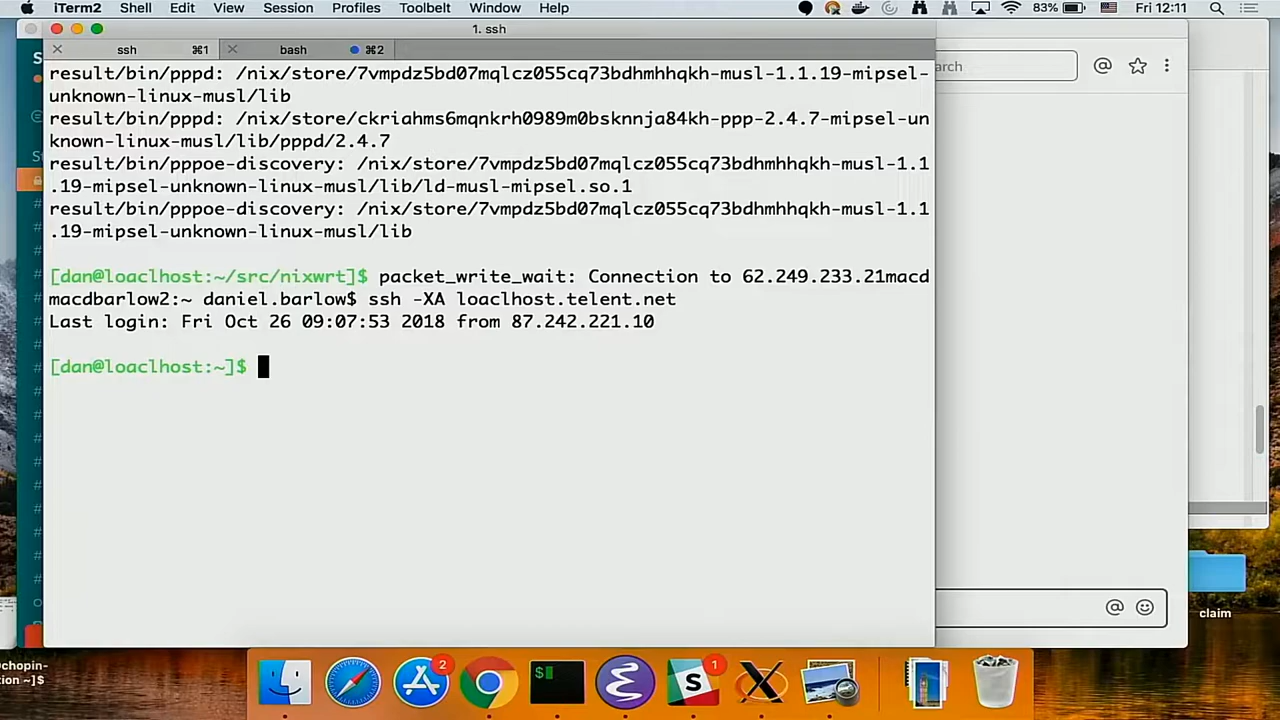 iTerm2 Shell Edit View Session Profiles Toolbelt Window Help 83% Fri 12:11
1. ssh
ssh ⌘1 bash ⌘2
arch
result/bin/pppd: /nix/store/7vmpdz5bd07mqlcz055cq73bdhmhhqkh-musl-1.1.19-mipsel-
unknown-linux-musl/lib
result/bin/pppd: /nix/store/ckriahms6mqnkrh0989m0bsknnja84kh-ppp-2.4.7-mipsel-un
known-linux-musl/lib/pppd/2.4.7
result/bin/pppoe-discovery: /nix/store/7vmpdz5bd07mqlcz055cq73bdhmhhqkh-musl-1.1
.19-mipsel-unknown-linux-musl/lib/ld-musl-mipsel.so.1
result/bin/pppoe-discovery: /nix/store/7vmpdz5bd07mqlcz055cq73bdhmhhqkh-musl-1.1
.19-mipsel-unknown-linux-musl/lib
[dan@loaclhost:~/src/nixwrt]$ packet_write_wait: Connection to 62.249.233.21macd
macdbarlow2:~ daniel.barlow$ ssh -XA loaclhost.telent.net
Last login: Fri Oct 26 09:07:53 2018 from 87.242.221.10
[dan@loaclhost:~]$
claim
chopin-
tion ~]$
2
$
S
1